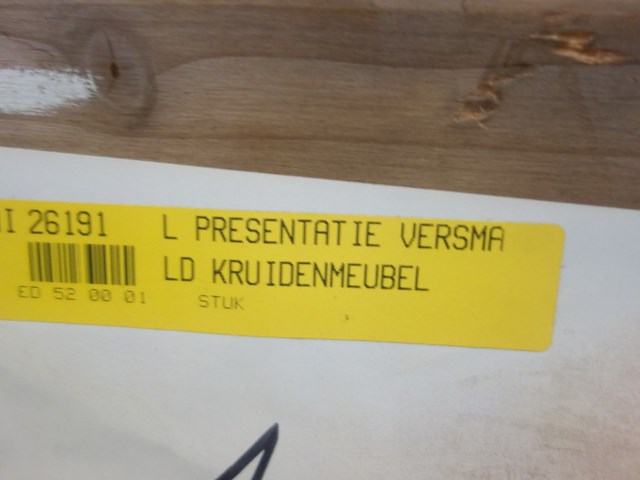 26191 L PRESENTATIE VERSMA
LD KRUIDENMEUBEL
ED 52 00 01 STUK